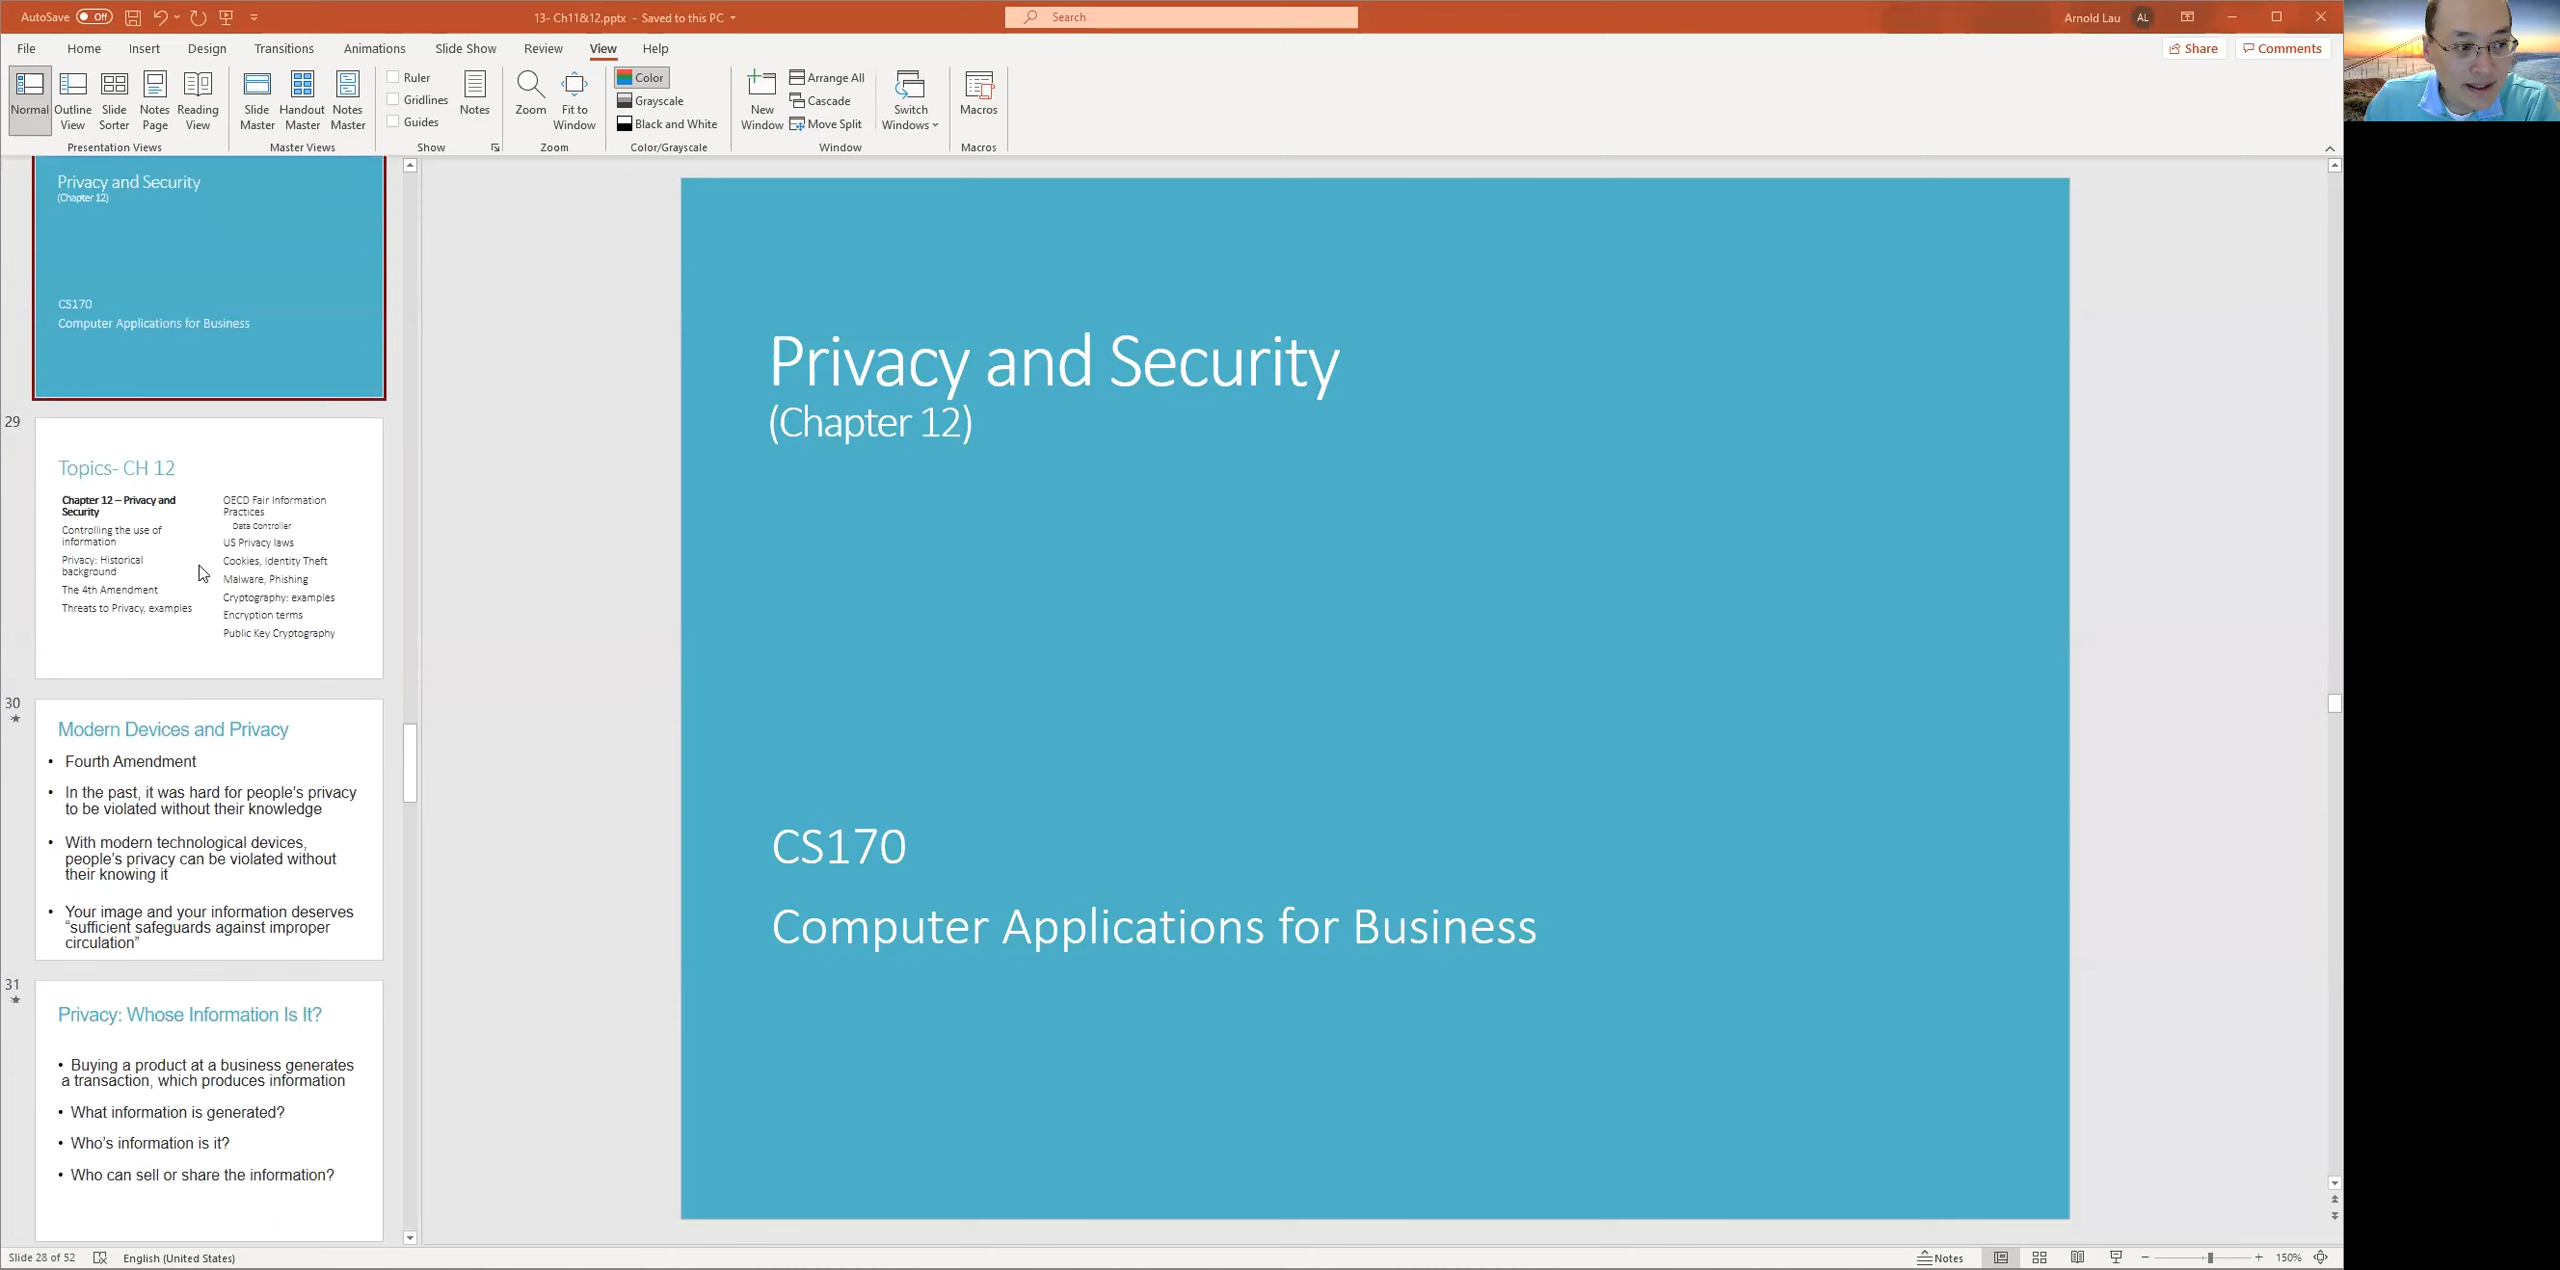 AutoSave Off
13- Ch11&12.pptx - Saved to this PC
Search
Arnold Lau AL
File Home Insert Design Transitions Animations Slide Show Review View Help
Share Comments
Normal
Outline View
Slide Sorter
Notes Page
Reading View
Presentation Views
Slide Master
Handout Master
Notes Master
Master Views
Ruler
Gridlines
Guides
Notes
Show
Zoom
Fit to Window
Zoom
Color
Grayscale
Black and White
Color/Grayscale
New Window
Arrange All
Cascade
Move Split
Switch Windows
Window
Macros
Macros
Privacy and Security
(Chapter 12)
CS170
Computer Applications for Business
29
Topics- CH 12
Chapter 12 – Privacy and
Security
Controlling the use of
information
Privacy: Historical
background
The 4th Amendment
Threats to Privacy, examples
OECD Fair Information
Practices
Data Controller
US Privacy laws
Cookies, Identity Theft
Malware, Phishing
Cryptography: examples
Encryption terms
Public Key Cryptography
30
Modern Devices and Privacy
• Fourth Amendment
• In the past, it was hard for people’s privacy
to be violated without their knowledge
• With modern technological devices,
people’s privacy can be violated without
their knowing it
• Your image and your information deserves
“sufficient safeguards against improper
circulation”
31
Privacy: Whose Information Is It?
• Buying a product at a business generates
a transaction, which produces information
• What information is generated?
• Who’s information is it?
• Who can sell or share the information?
Privacy and Security
(Chapter 12)
CS170
Computer Applications for Business
Slide 28 of 52 English (United States)
Notes 150%